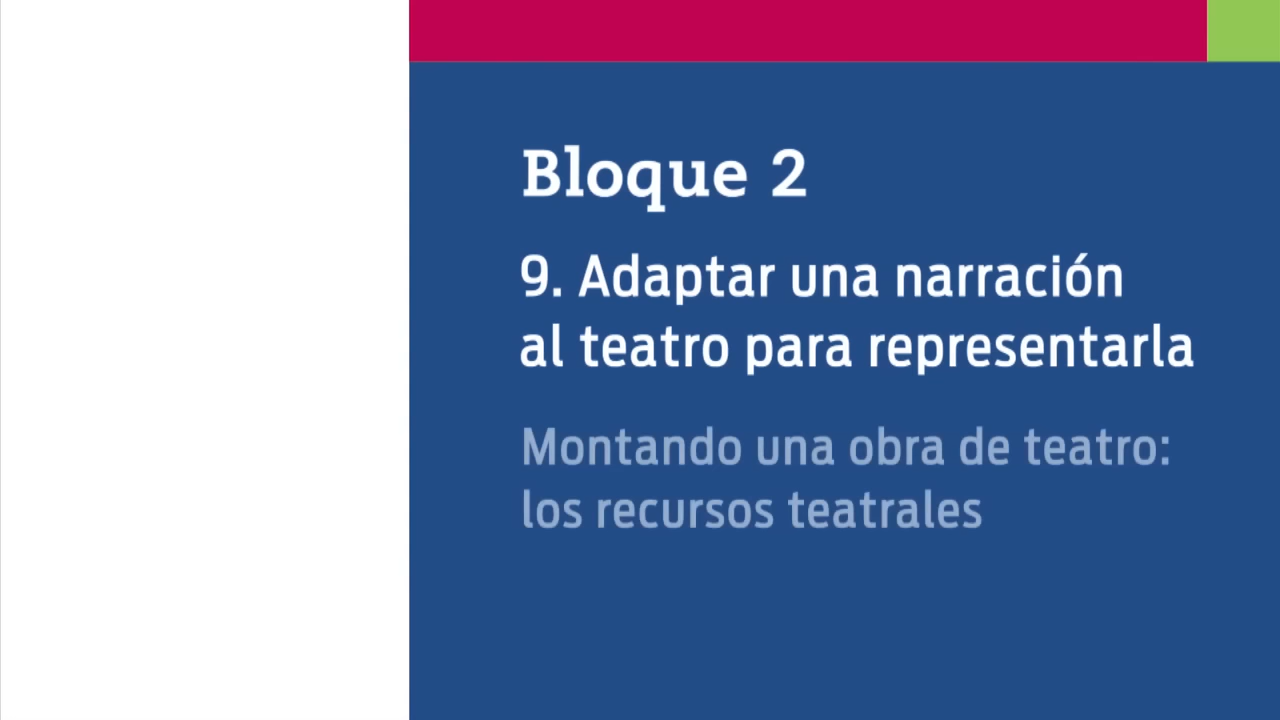 Bloque 2
9. Adaptar una narración
al teatro para representarla
Montando una obra de teatro:
los recursos teatrales